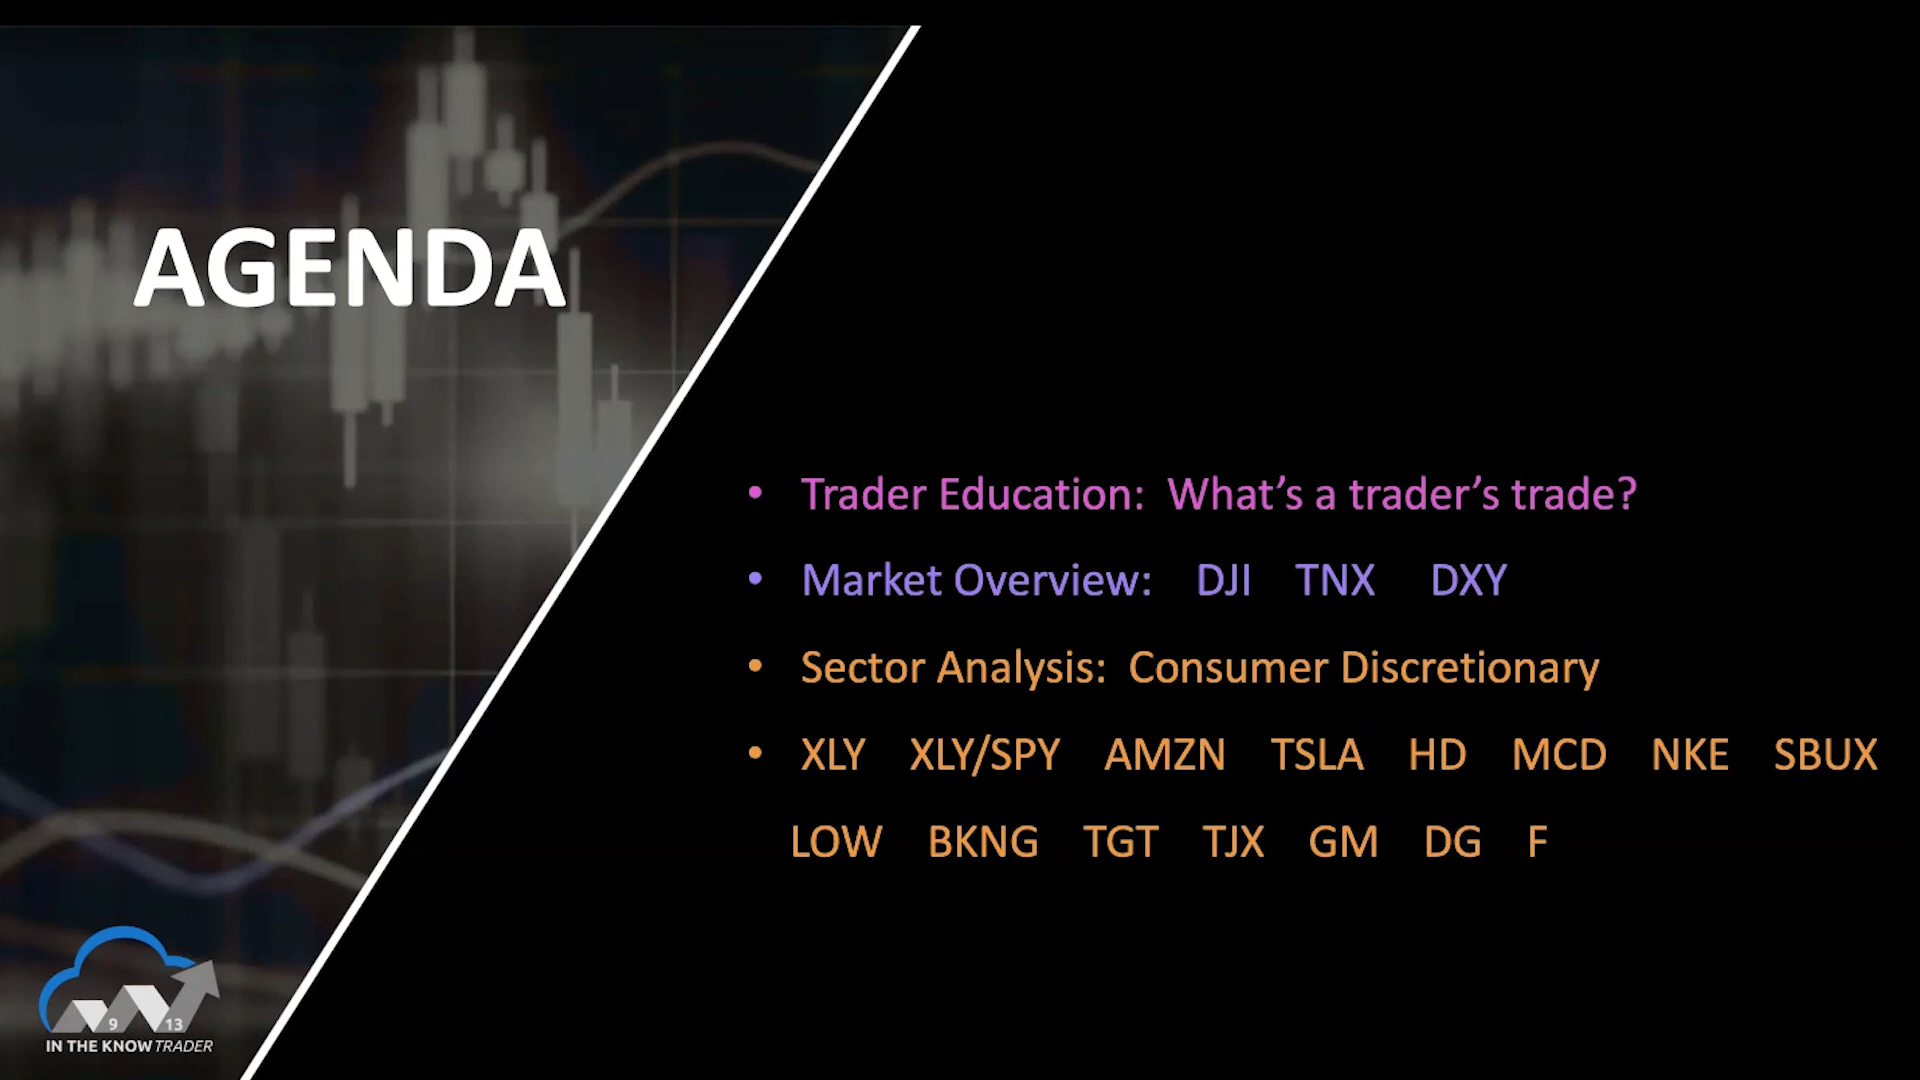 AGENDA
• Trader Education: What’s a trader’s trade?
• Market Overview: DJI TNX DXY
• Sector Analysis: Consumer Discretionary
• XLY XLY/SPY AMZN TSLA HD MCD NKE SBUX
LOW BKNG TGT TJX GM DG F
9 13
IN THE KNOW TRADER